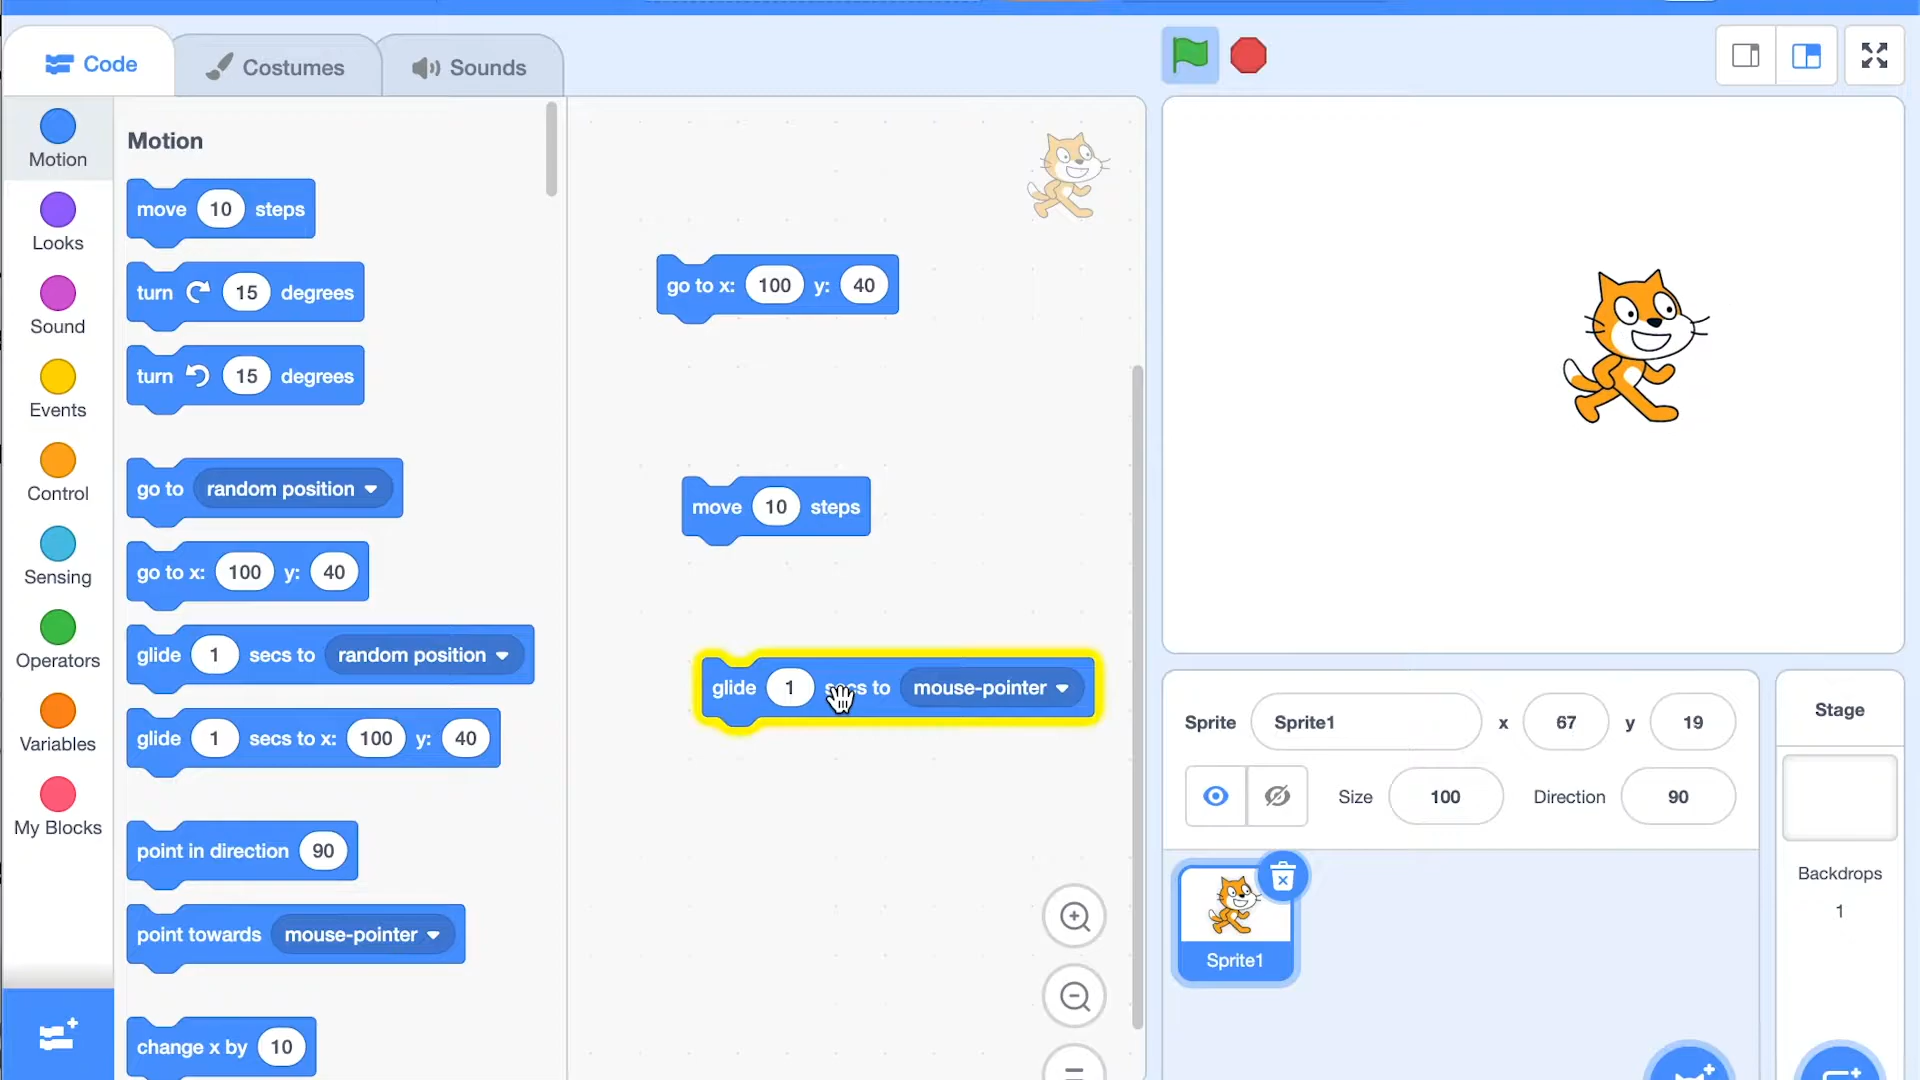 Code
Costumes
Sounds
Motion
Looks
Sound
Events
Control
Sensing
Operators
Variables
My Blocks
Motion
move 10 steps
turn 15 degrees
turn 15 degrees
go to random position
go to x: 100 y: 40
glide 1 secs to random position
glide 1 secs to x: 100 y: 40
point in direction 90
point towards mouse-pointer
change x by 10
go to x: 100 y: 40
move 10 steps
glide 1 secs to mouse-pointer
Sprite Sprite1 x 67 y 19
Size 100 Direction 90
Sprite1
Stage
Backdrops
1